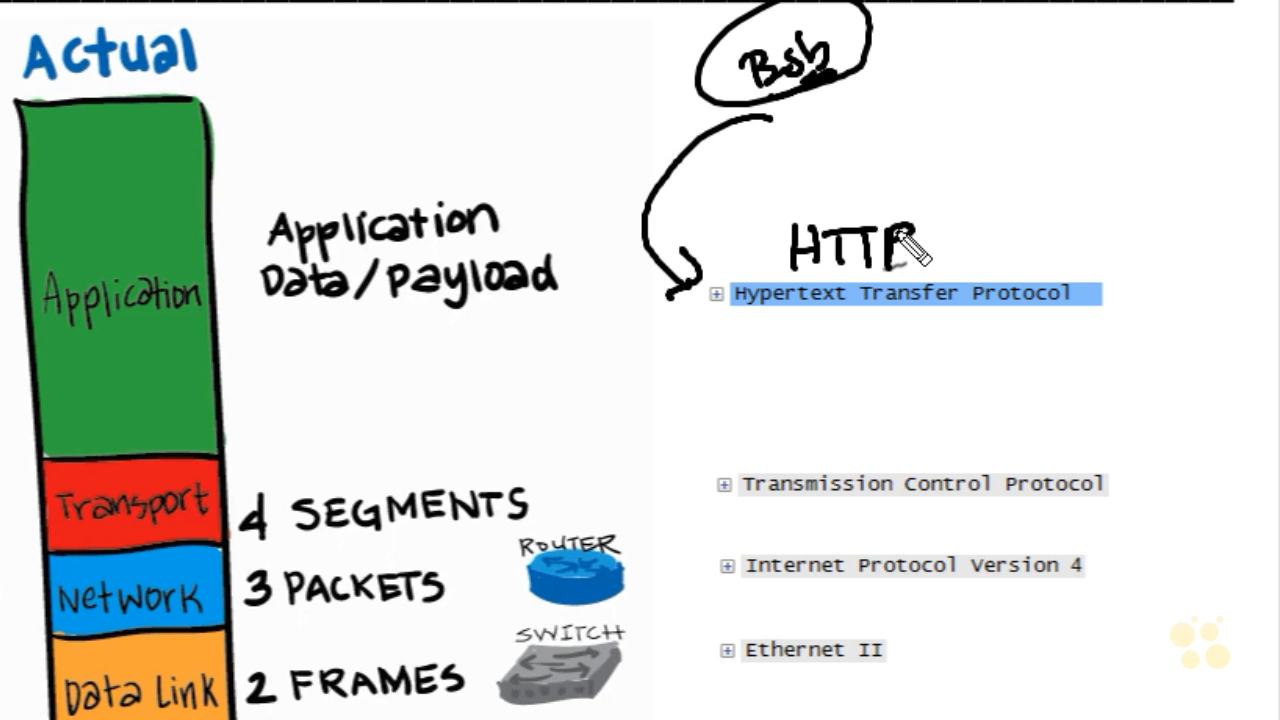 Actual
Bob
Application
Data/Payload
HTTP
Hypertext Transfer Protocol
Application
Transport
4 SEGMENTS
Transmission Control Protocol
ROUTER
Network
3 PACKETS
Internet Protocol Version 4
SWITCH
Data Link
2 FRAMES
Ethernet II